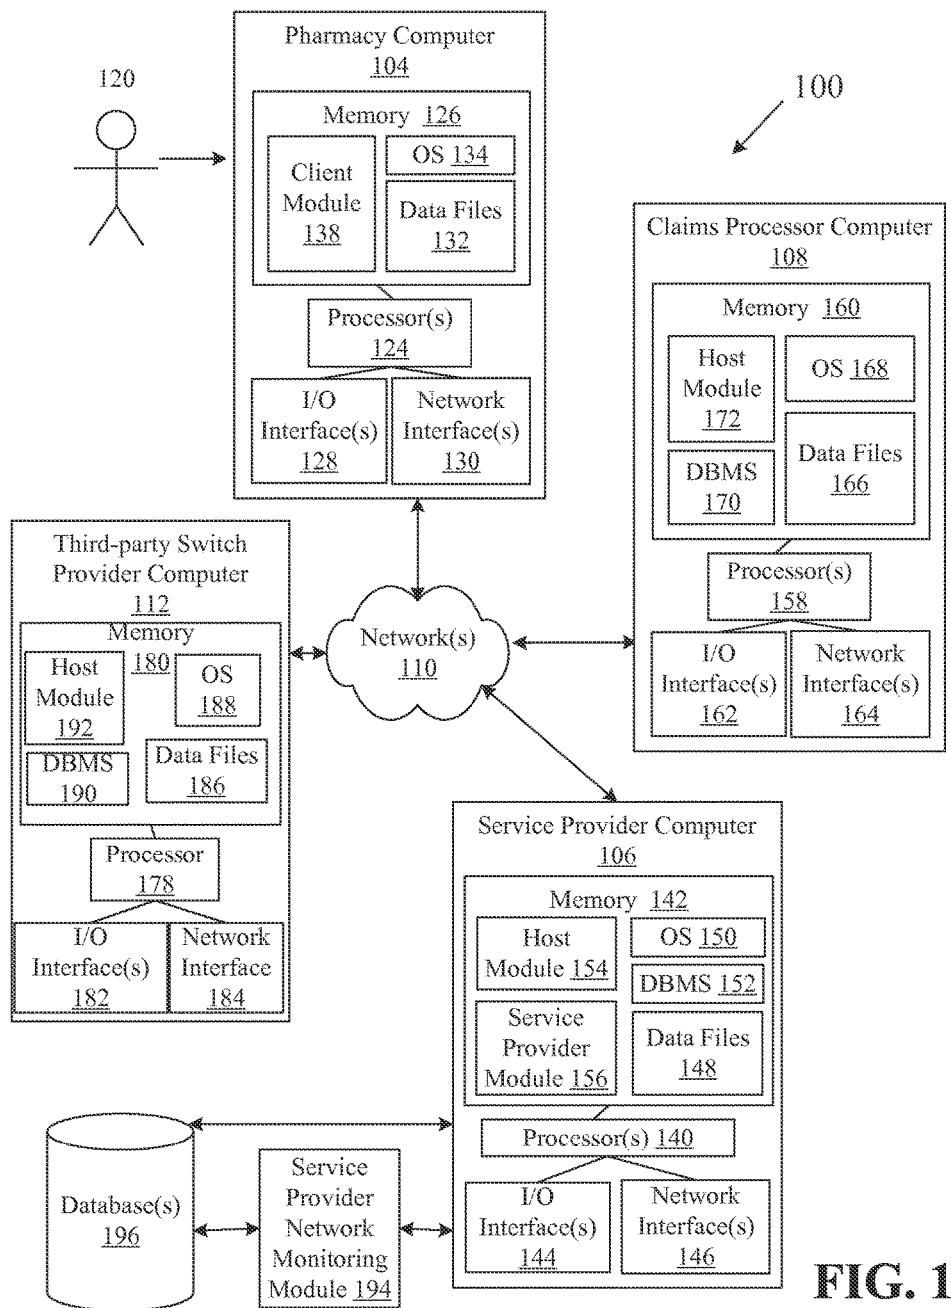 120
100
Pharmacy Computer
104
Memory 126
Client
Module
138
OS 134
Data Files
132
Processor(s)
124
I/O
Interface(s)
128
Network
Interface(s)
130
Claims Processor Computer
108
Memory 160
Host
Module
172
OS 168
DBMS
170
Data Files
166
Processor(s)
158
I/O
Interface(s)
162
Network
Interface(s)
164
Third-party Switch
Provider Computer
112
Memory
180
Host
Module
192
OS
188
DBMS
190
Data Files
186
Processor
178
I/O
Interface(s)
182
Network
Interface
184
Network(s)
110
Service Provider Computer
106
Memory 142
Host
Module 154
OS 150
DBMS 152
Service
Provider
Module 156
Data Files
148
Processor(s) 140
I/O
Interface(s)
144
Network
Interface(s)
146
Database(s)
196
Service
Provider
Network
Monitoring
Module 194
FIG. 1